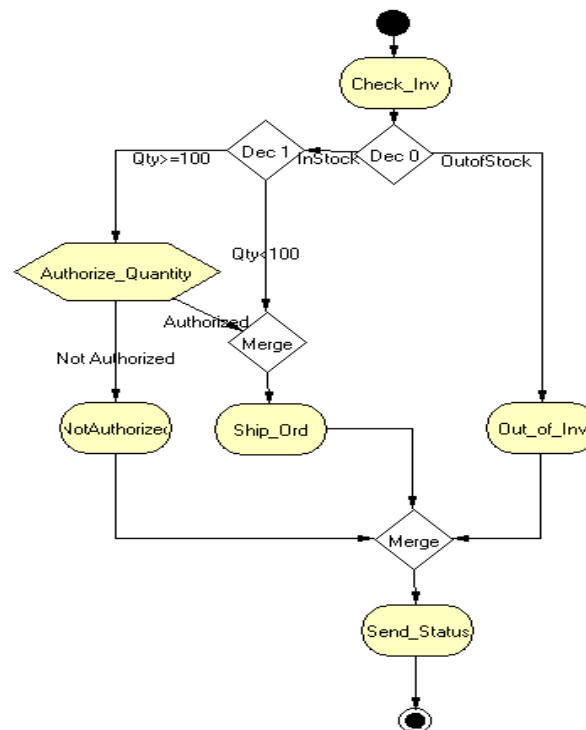 Check_Inv
Dec 1
Dec 0
Qty>=100
InStock
OutofStock
Qty<100
Authorize_Quantity
Authorized
Merge
Not Authorized
NotAuthorized
Ship_Ord
Out_of_Inv
Merge
Send_Status